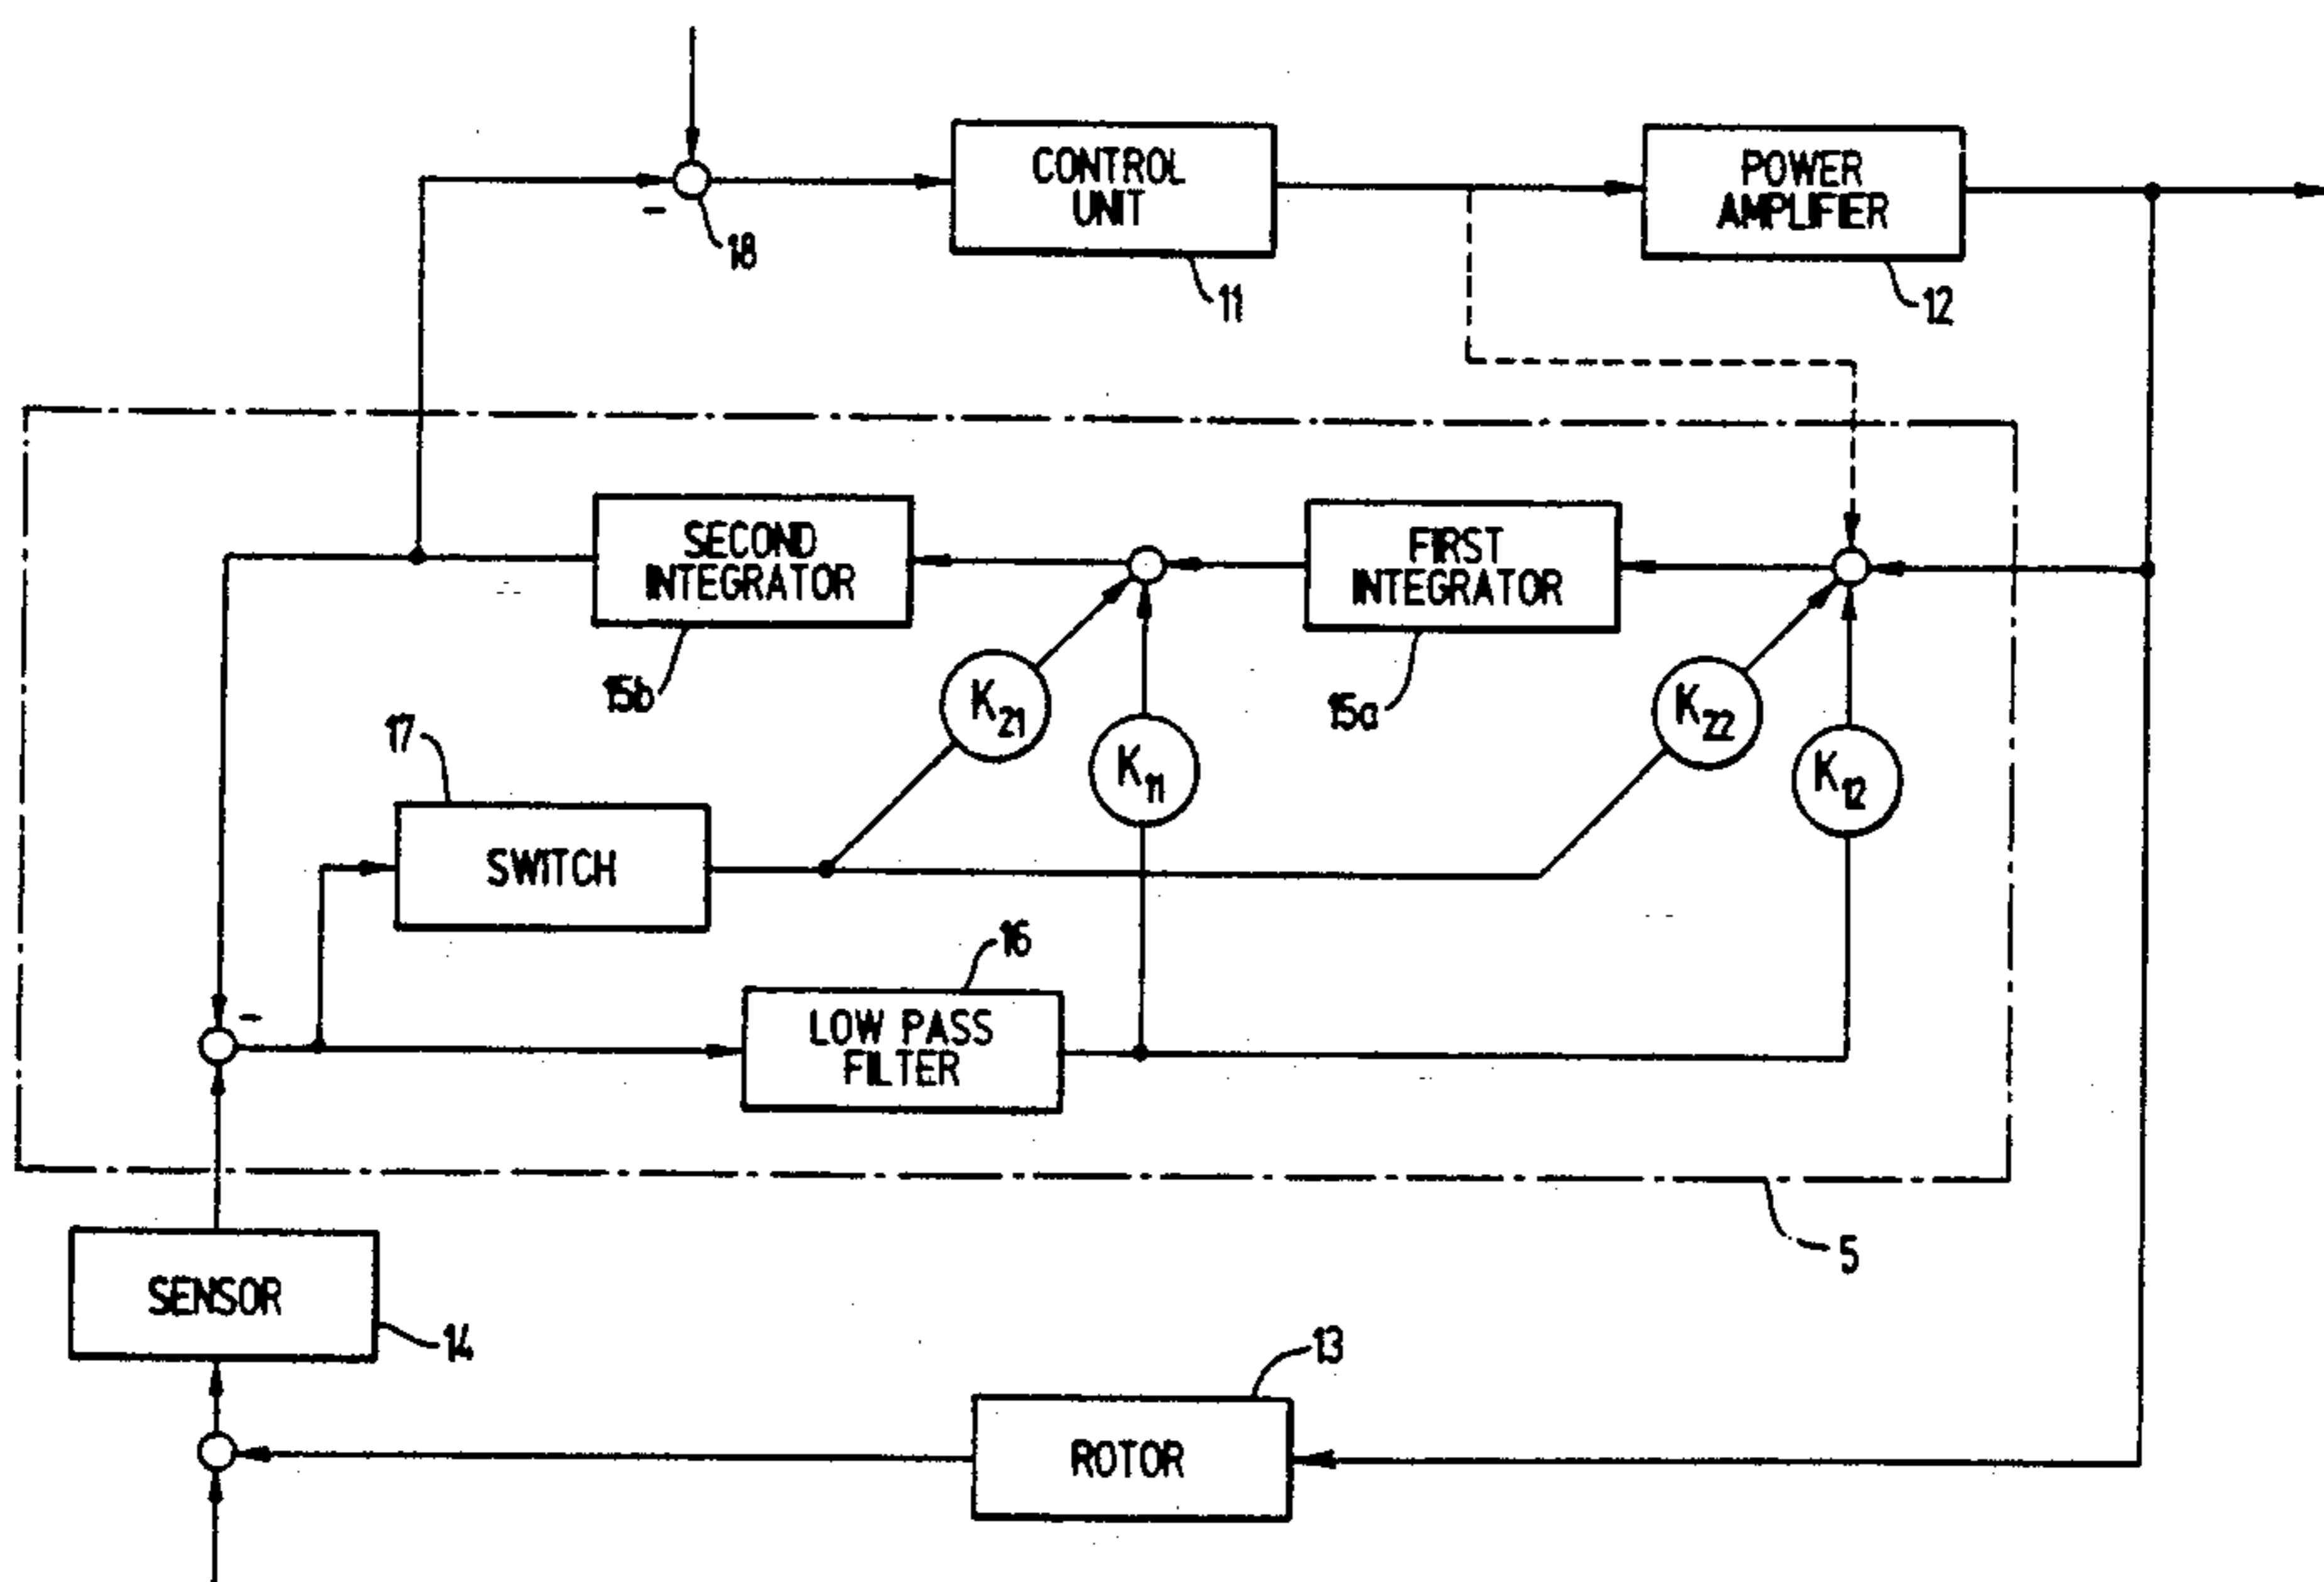 CONTROL
UNIT
POWER
AMPLIFIER
18
11
12
SECOND
INTEGRATOR
FIRST
INTEGRATOR
15b
15a
K21
K11
K22
K12
17
SWITCH
16
LOW PASS
FILTER
5
SENSOR
14
13
ROTOR